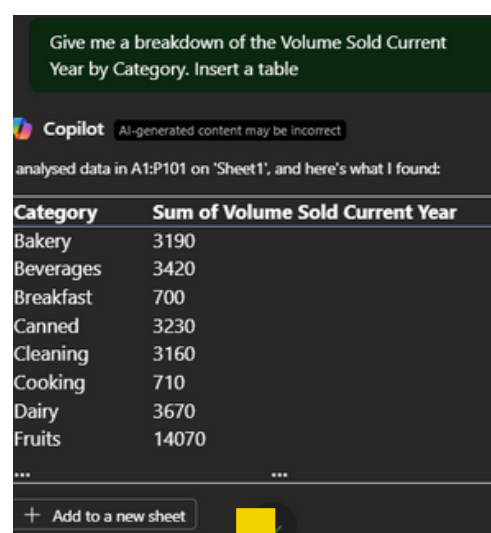 Give me a breakdown of the Volume Sold Current
Year by Category. Insert a table
Copilot AI-generated content may be incorrect
analysed data in A1:P101 on 'Sheet1', and here's what I found:
Category Sum of Volume Sold Current Year
Bakery 3190
Beverages 3420
Breakfast 700
Canned 3230
Cleaning 3160
Cooking 710
Dairy 3670
Fruits 14070
... ...
+ Add to a new sheet